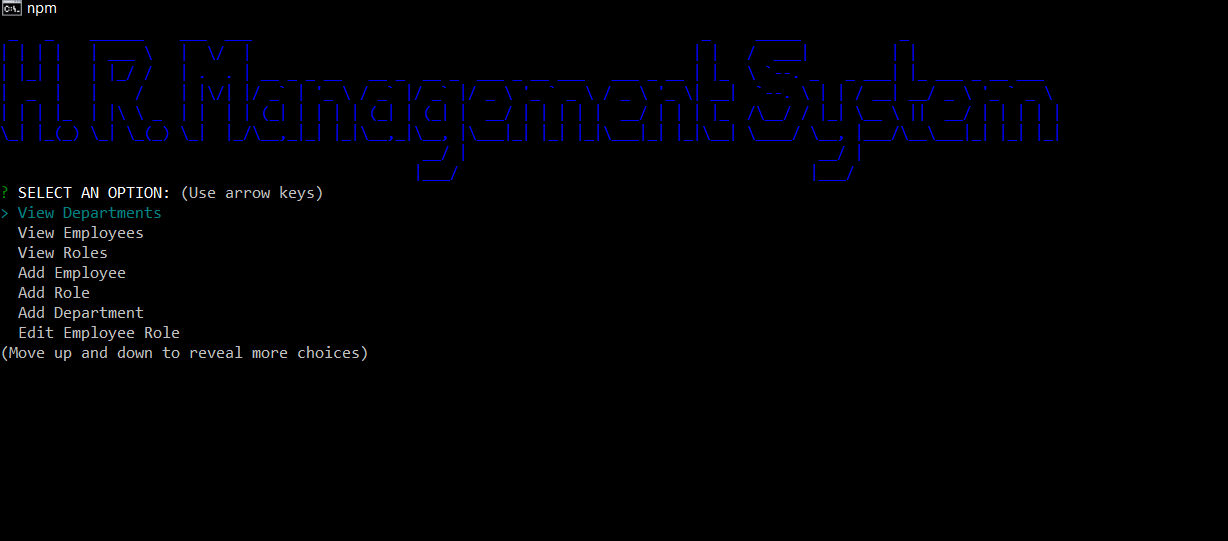 npm
H.R.Management System
? SELECT AN OPTION: (Use arrow keys)
> View Departments
View Employees
View Roles
Add Employee
Add Role
Add Department
Edit Employee Role
(Move up and down to reveal more choices)